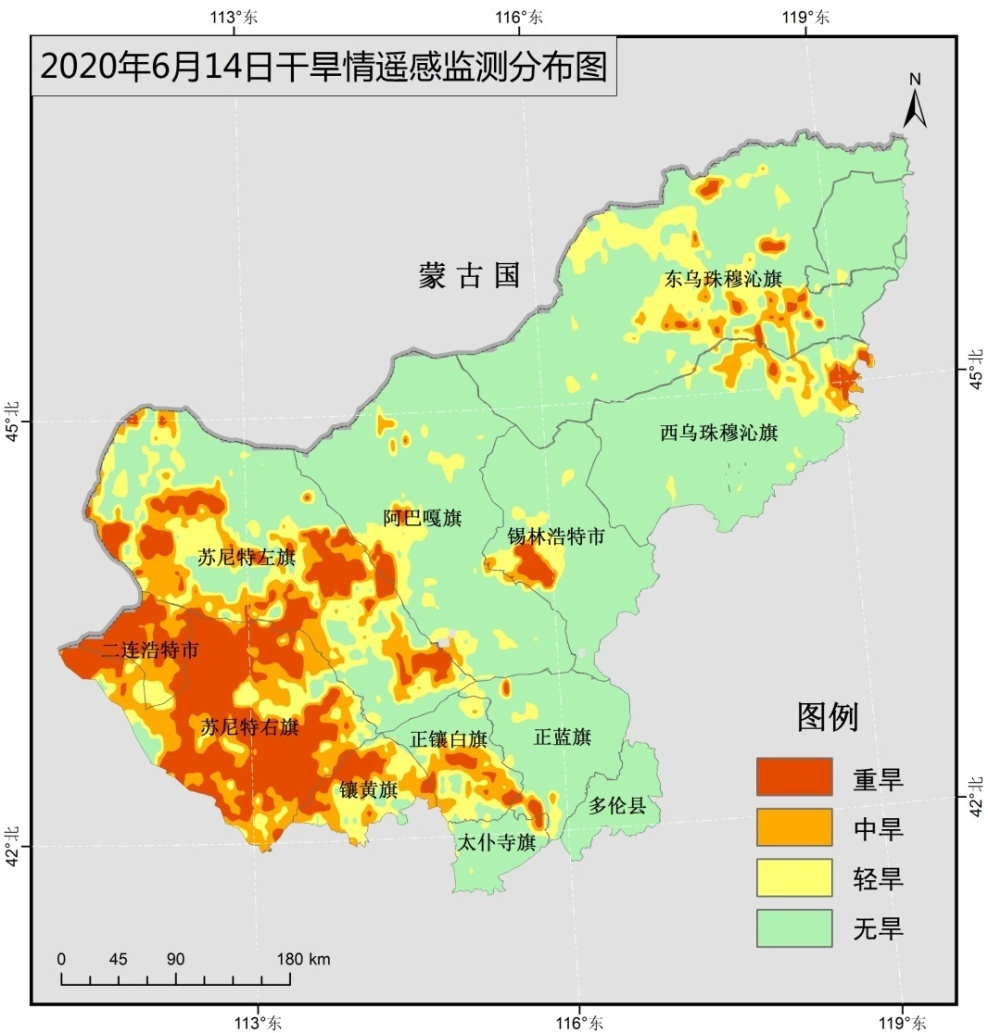 113°东
116°东
119°东
2020年6月14日干旱情遥感监测分布图
N
蒙古国
东乌珠穆沁旗
45°北
45°北
西乌珠穆沁旗
阿巴嘎旗
锡林浩特市
苏尼特左旗
二连浩特市
苏尼特右旗
正镶白旗
正蓝旗
镶黄旗
多伦县
太仆寺旗
图例
重旱
中旱
轻旱
无旱
42°北
42°北
0 45 90 180 km
113°东
116°东
119°东